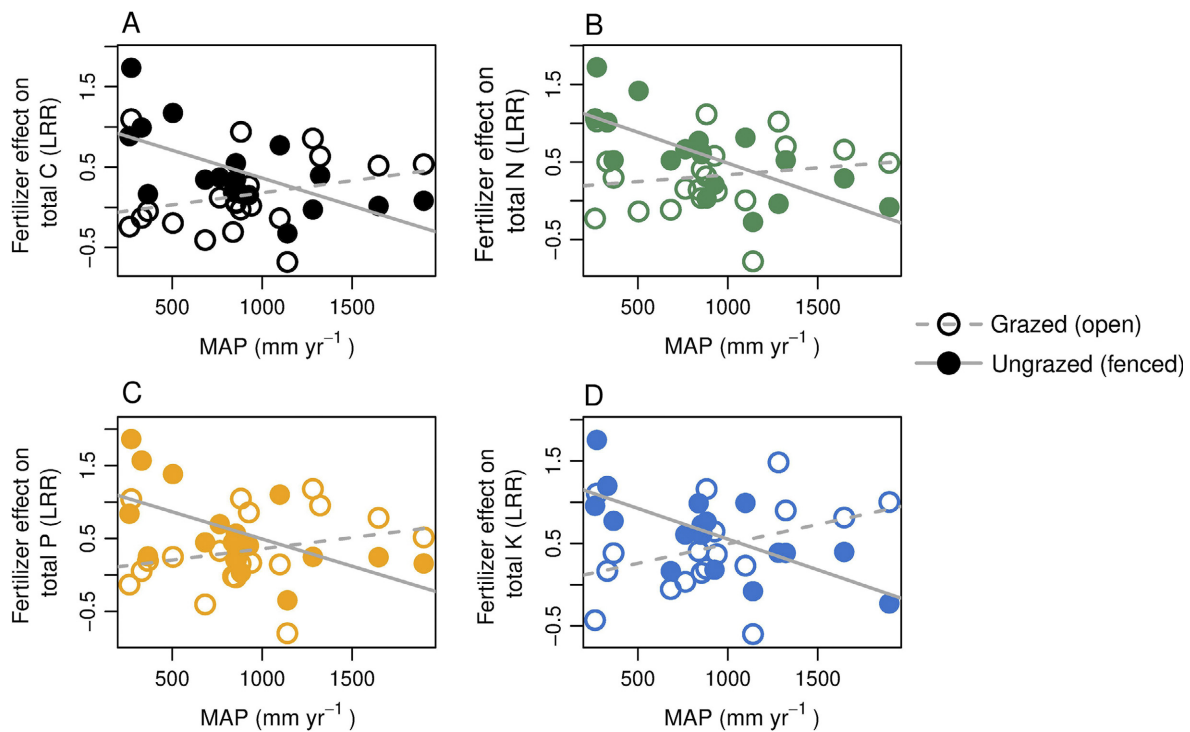 A
Fertilizer effect on
total C (LRR)
−0.5
0.5
1.5
500
1000
1500
MAP (mm yr⁻¹ )
B
Fertilizer effect on
total N (LRR)
−0.5
0.5
1.5
500
1000
1500
MAP (mm yr⁻¹ )
Grazed (open)
Ungrazed (fenced)
C
Fertilizer effect on
total P (LRR)
−0.5
0.5
1.5
500
1000
1500
MAP (mm yr⁻¹ )
D
Fertilizer effect on
total K (LRR)
−0.5
0.5
1.5
500
1000
1500
MAP (mm yr⁻¹ )